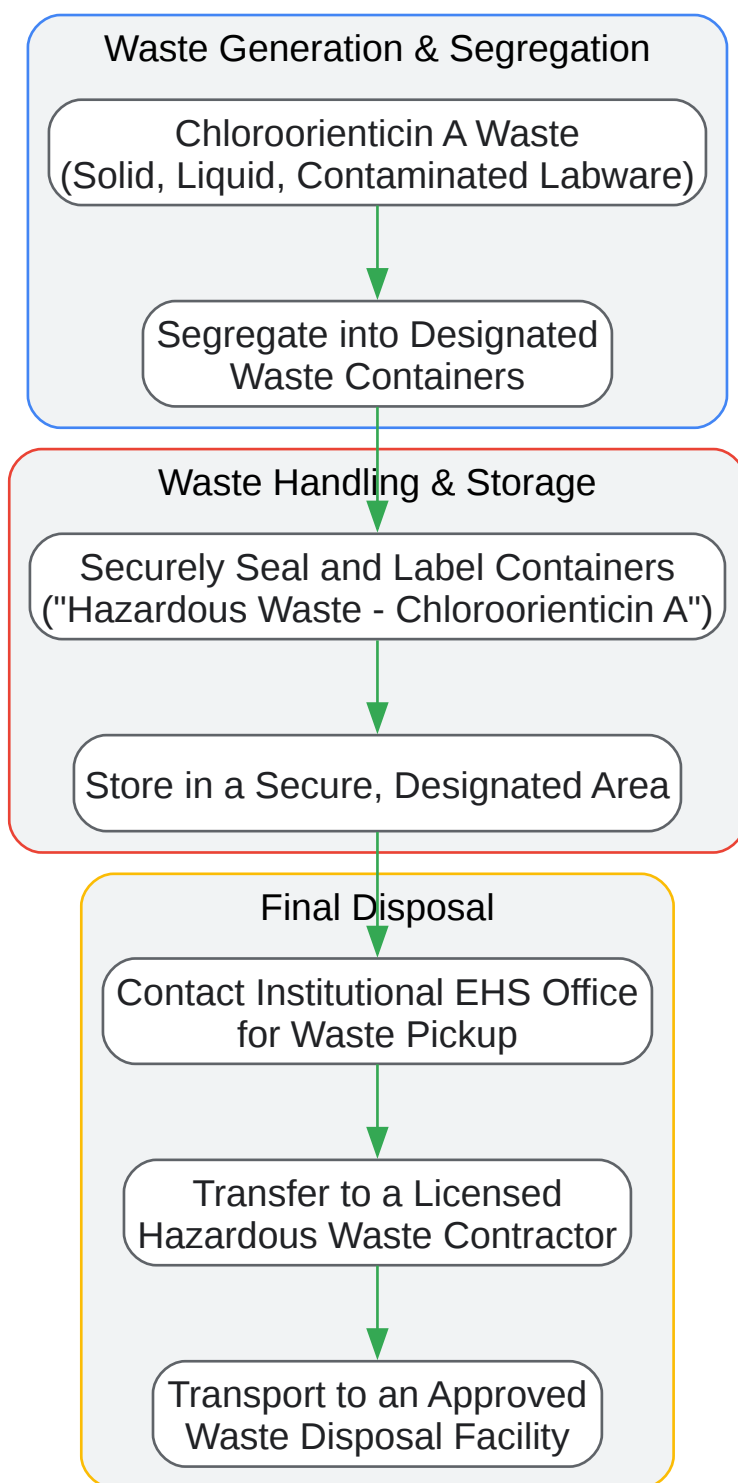 Waste Generation & Segregation
Chloroorienticin A Waste
(Solid, Liquid, Contaminated Labware)
Segregate into Designated
Waste Containers
Waste Handling & Storage
Securely Seal and Label Containers
("Hazardous Waste - Chloroorienticin A")
Store in a Secure, Designated Area
Final Disposal
Contact Institutional EHS Office
for Waste Pickup
Transfer to a Licensed
Hazardous Waste Contractor
Transport to an Approved
Waste Disposal Facility